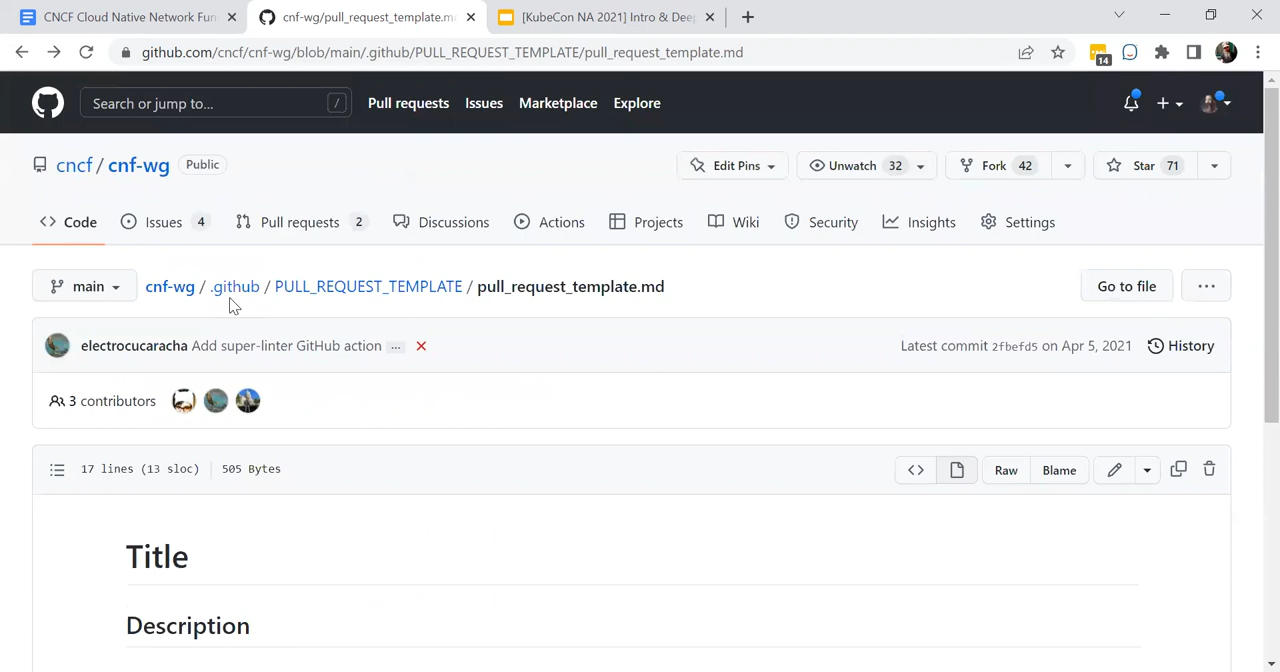 CNCF Cloud Native Network Fun
cnf-wg/pull_request_template.md
[KubeCon NA 2021] Intro & Deep
github.com/cncf/cnf-wg/blob/main/.github/PULL_REQUEST_TEMPLATE/pull_request_template.md
14
Search or jump to... /
Pull requests Issues Marketplace Explore
cncf / cnf-wg Public
Edit Pins Unwatch 32 Fork 42 Star 71
Code Issues 4 Pull requests 2 Discussions Actions Projects Wiki Security Insights Settings
main cnf-wg / .github / PULL_REQUEST_TEMPLATE / pull_request_template.md Go to file
electrocucaracha Add super-linter GitHub action ... Latest commit 2fbefd5 on Apr 5, 2021 History
3 contributors
17 lines (13 sloc) 505 Bytes Raw Blame
Title
Description